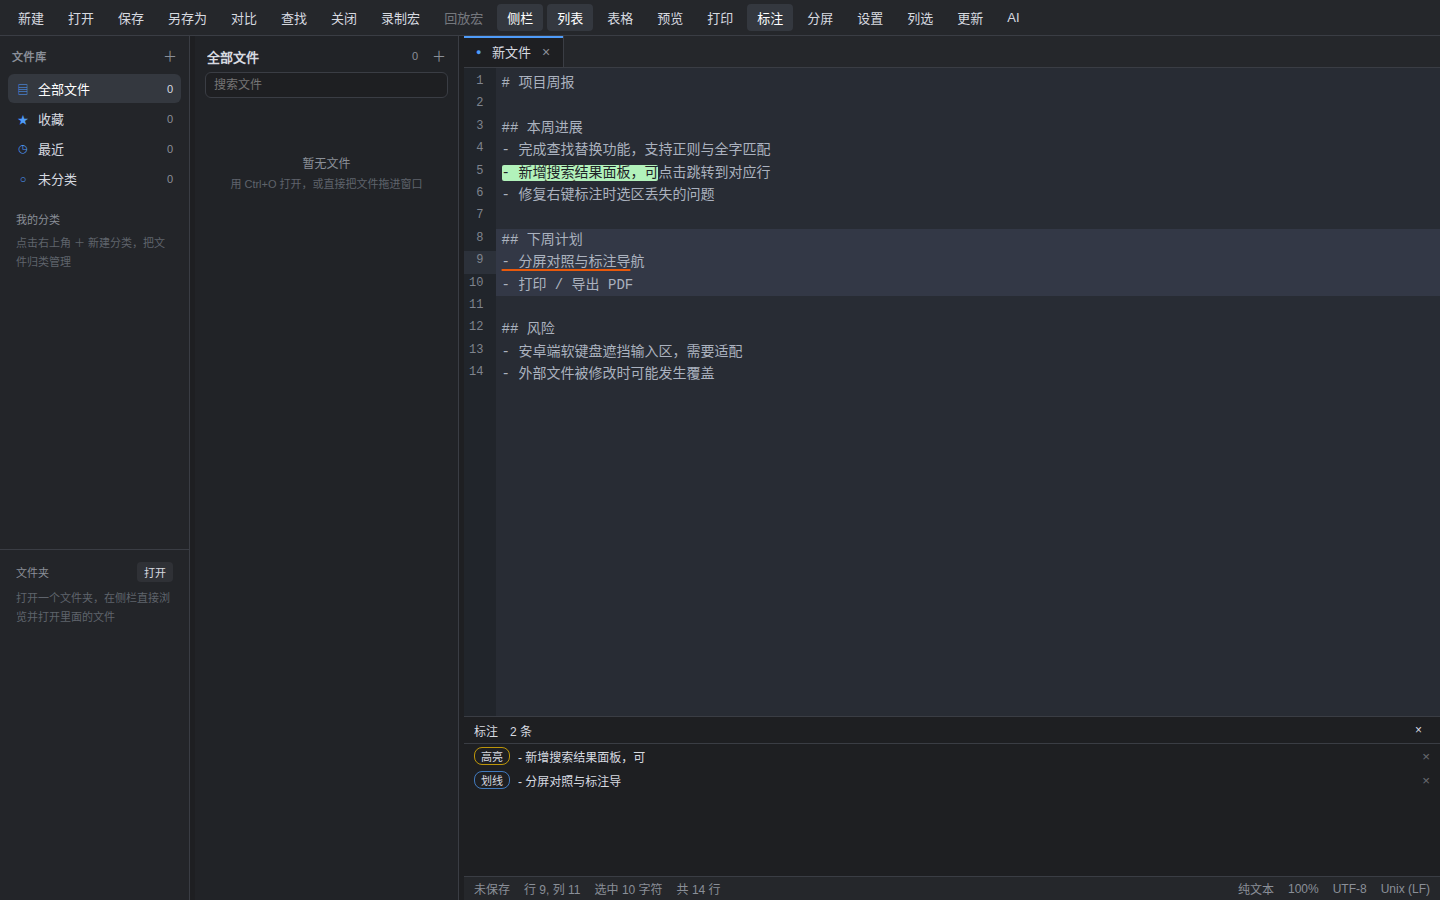 新建 打开 保存 另存为 对比 查找 关闭 录制宏 回放宏 侧栏 列表 表格 预览 打印 标注 分屏 设置 列选 更新 AI
文件库 ＋
全部文件 0
收藏 0
最近 0
未分类 0
我的分类
点击右上角 ＋ 新建分类，把文
件归类管理
文件夹 打开
打开一个文件夹，在侧栏直接浏
览并打开里面的文件
全部文件 0 ＋
搜索文件
暂无文件
用 Ctrl+O 打开，或直接把文件拖进窗口
● 新文件 ×
1 # 项目周报
2
3 ## 本周进展
4 - 完成查找替换功能，支持正则与全字匹配
5 - 新增搜索结果面板，可点击跳转到对应行
6 - 修复右键标注时选区丢失的问题
7
8 ## 下周计划
9 - 分屏对照与标注导航
10 - 打印 / 导出 PDF
11
12 ## 风险
13 - 安卓端软键盘遮挡输入区，需要适配
14 - 外部文件被修改时可能发生覆盖
标注 2 条 ×
高亮 - 新增搜索结果面板，可 ×
划线 - 分屏对照与标注导 ×
未保存 行 9, 列 11 选中 10 字符 共 14 行 纯文本 100% UTF-8 Unix (LF)